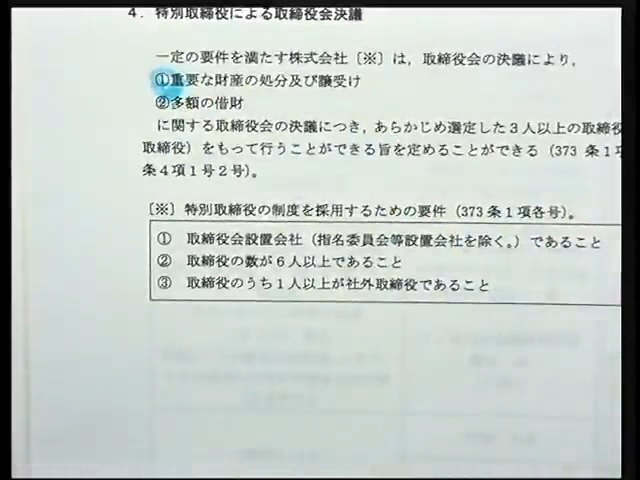 4．特別取締役による取締役会決議
一定の要件を満たす株式会社〔※〕は，取締役会の決議により，
①重要な財産の処分及び譲受け
②多額の借財
に関する取締役会の決議につき，あらかじめ選定した３人以上の取締役
取締役）をもって行うことができる旨を定めることができる（373 条１項
条４項１号２号）。
〔※〕特別取締役の制度を採用するための要件（373 条１項各号）。
① 取締役会設置会社（指名委員会等設置会社を除く。）であること
② 取締役の数が６人以上であること
③ 取締役のうち１人以上が社外取締役であること